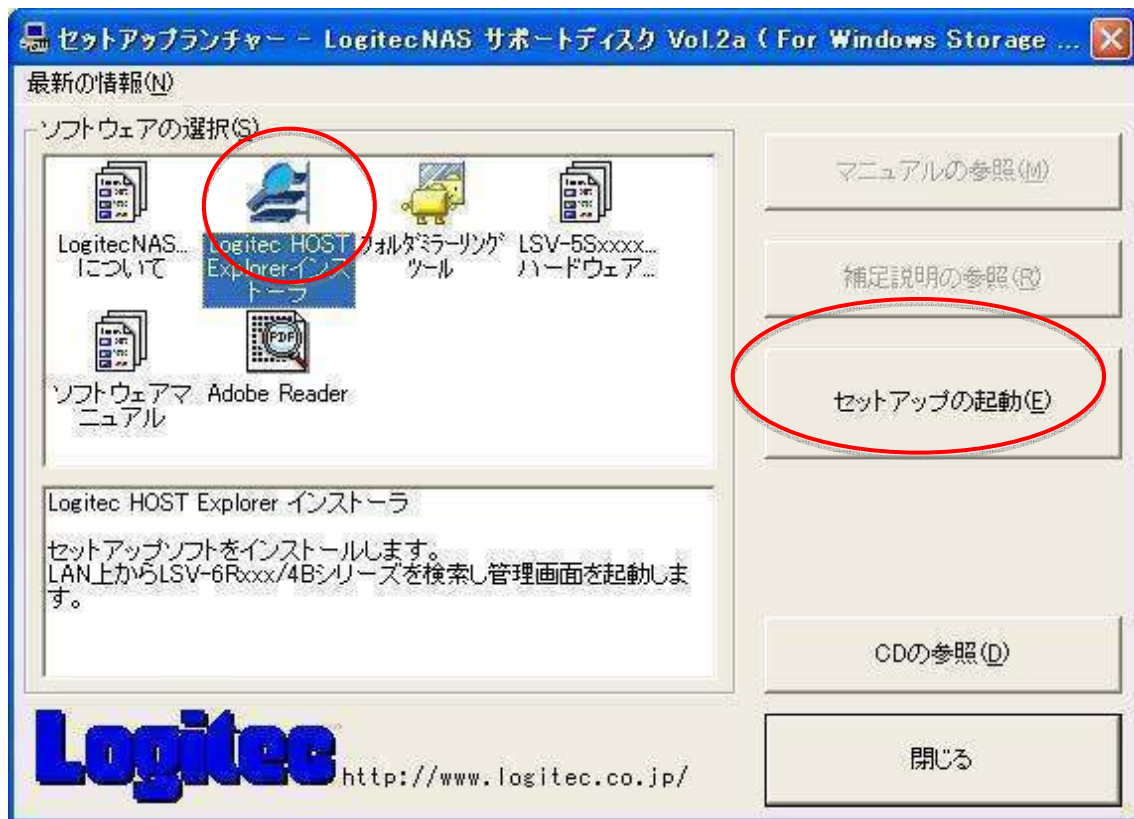 セットアップランチャー - LogitecNAS サポートディスク Vol.2a ( For Windows Storage ...
最新の情報(N)
ソフトウェアの選択(S)
LogitecNAS...
について
Logitec HOST
Explorerインス
トーラ
フォルダミラーリング
ツール
LSV-5Sxxxx...
ハードウェア...
ソフトウェアマ
ニュアル
PDF
Adobe Reader
Logitec HOST Explorer インストーラ
セットアップソフトをインストールします。
LAN上からLSV-6Rxxx/4Bシリーズを検索し管理画面を起動しま
す。
マニュアルの参照(M)
補足説明の参照(R)
セットアップの起動(E)
CDの参照(D)
閉じる
Logitec
http://www.logitec.co.jp/